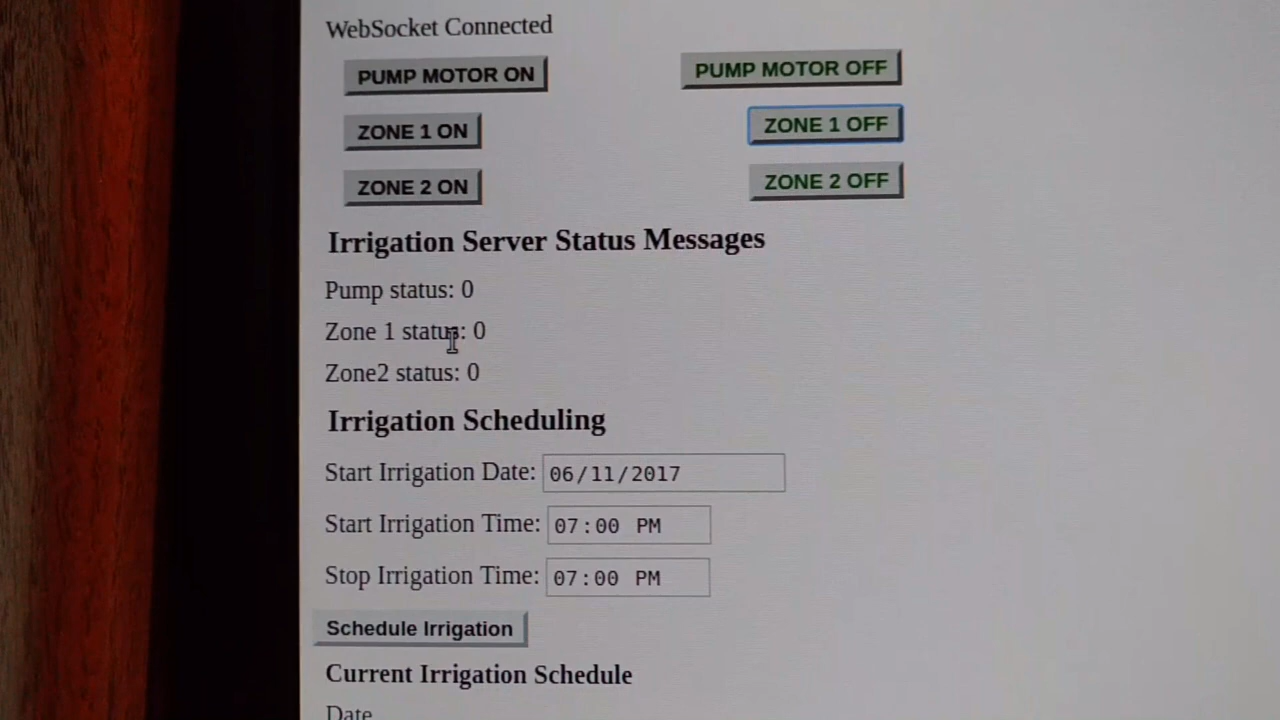 WebSocket Connected
PUMP MOTOR ON PUMP MOTOR OFF
ZONE 1 ON ZONE 1 OFF
ZONE 2 ON ZONE 2 OFF
Irrigation Server Status Messages
Pump status: 0
Zone 1 status: 0
Zone2 status: 0
Irrigation Scheduling
Start Irrigation Date: 06/11/2017
Start Irrigation Time: 07:00 PM
Stop Irrigation Time: 07:00 PM
Schedule Irrigation
Current Irrigation Schedule
Date